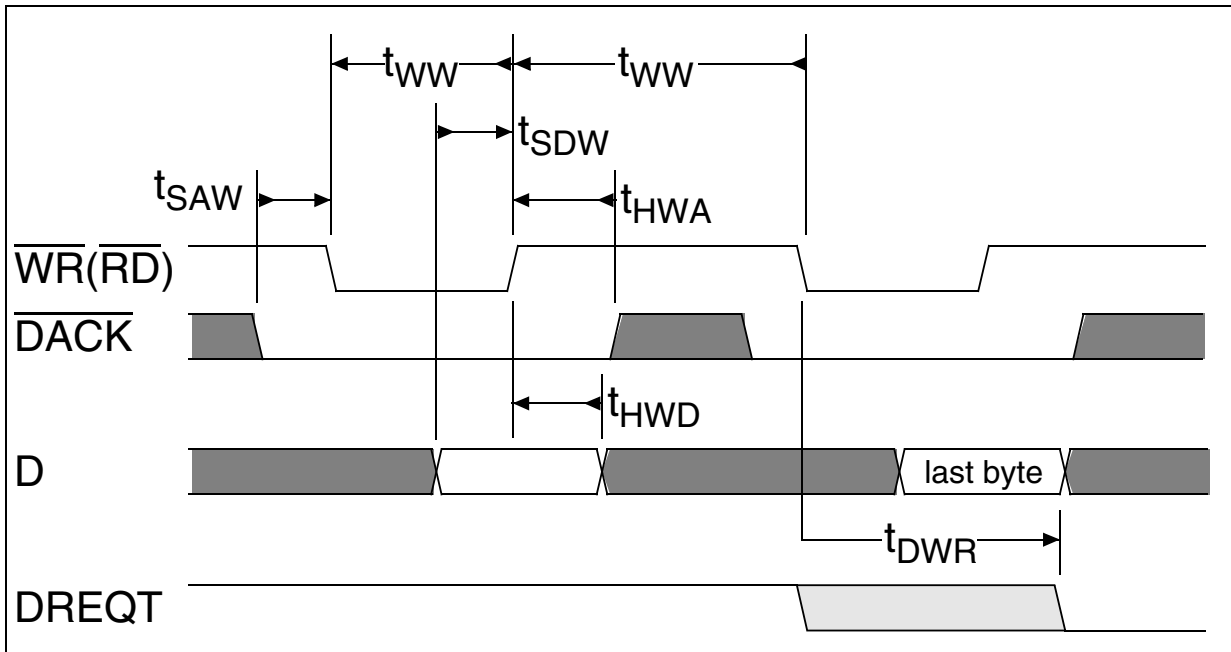 tWW tWW
tSDW
tSAW
tHWA
WR(RD)
DACK
tHWD
D
last byte
tDWR
DREQT